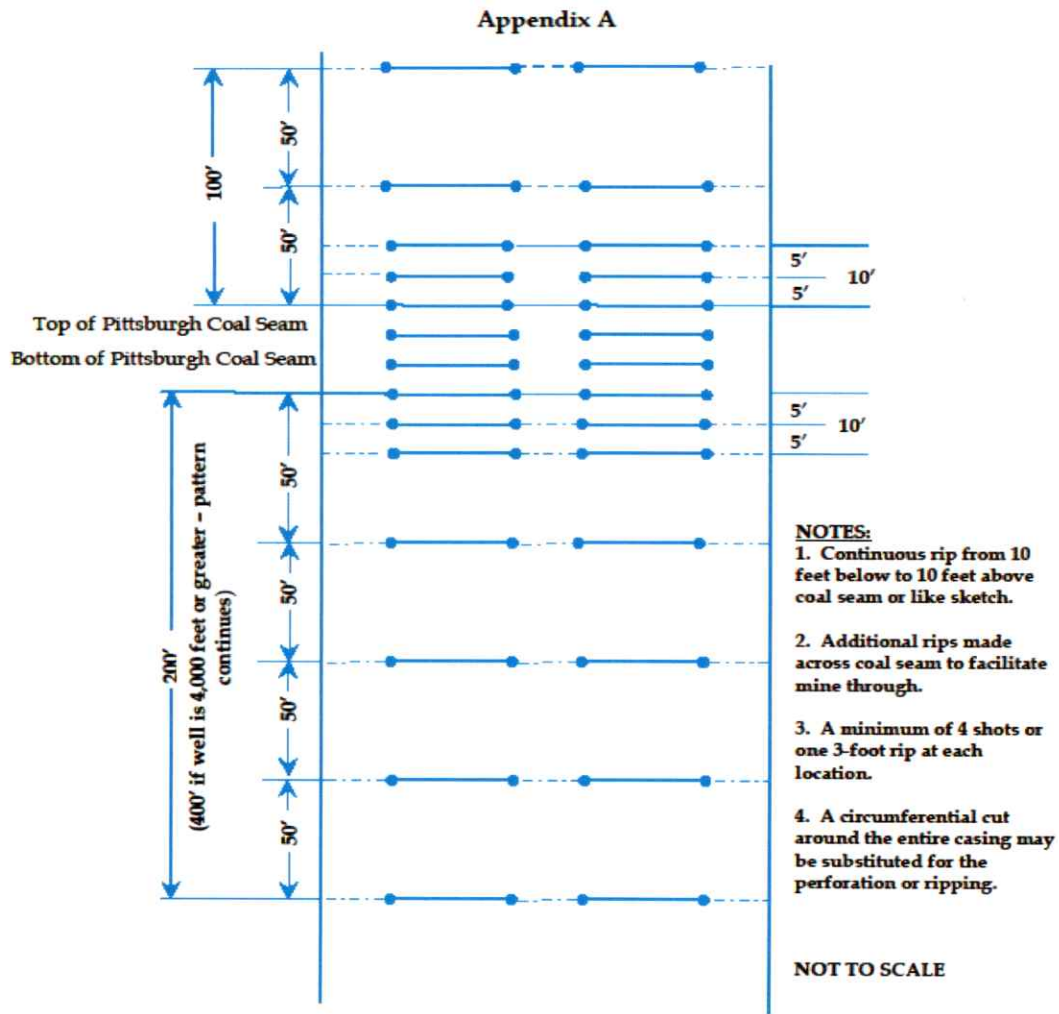 Appendix A
100'
50'
50'
5'
5'
10'
Top of Pittsburgh Coal Seam
Bottom of Pittsburgh Coal Seam
5'
5'
10'
200'
(400' if well is 4,000 feet or greater – pattern
continues)
50'
50'
50'
50'
NOTES:
1. Continuous rip from 10
feet below to 10 feet above
coal seam or like sketch.
2. Additional rips made
across coal seam to facilitate
mine through.
3. A minimum of 4 shots or
one 3-foot rip at each
location.
4. A circumferential cut
around the entire casing may
be substituted for the
perforation or ripping.
NOT TO SCALE